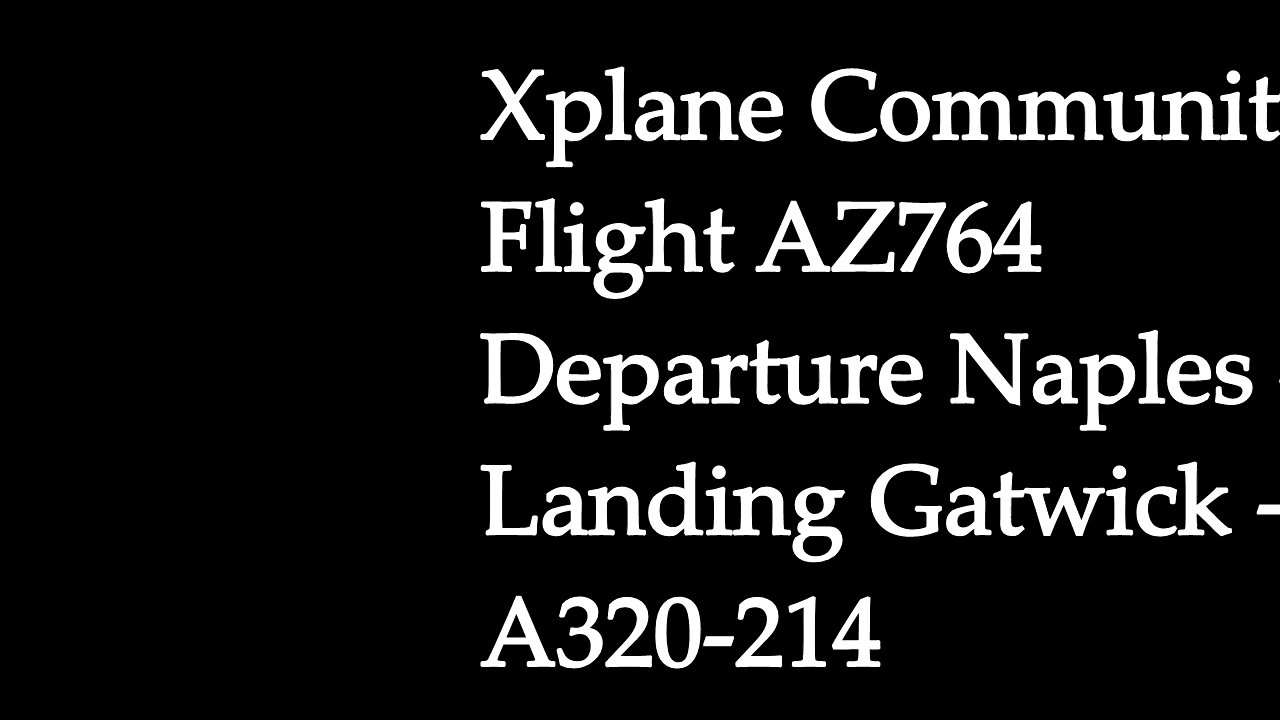 Xplane Communit
Flight AZ764
Departure Naples -
Landing Gatwick -
A320-214